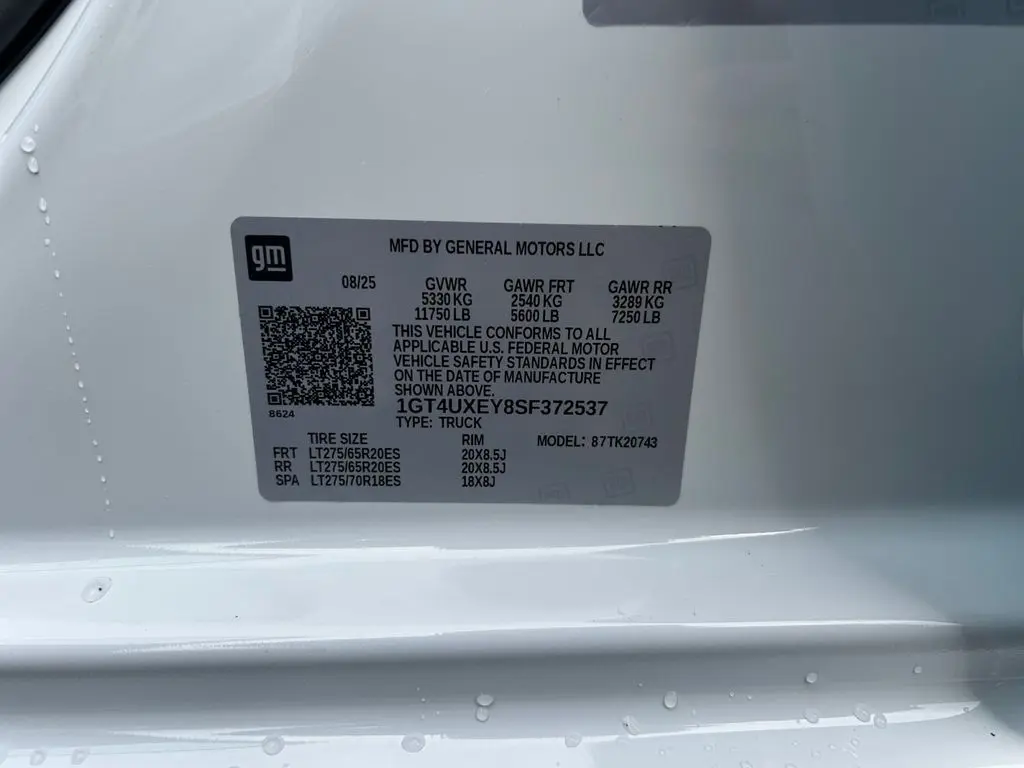 gm
MFD BY GENERAL MOTORS LLC
08/25 GVWR GAWR FRT GAWR RR
5330 KG 2540 KG 3289 KG
11750 LB 5600 LB 7250 LB
THIS VEHICLE CONFORMS TO ALL
APPLICABLE U.S. FEDERAL MOTOR
VEHICLE SAFETY STANDARDS IN EFFECT
ON THE DATE OF MANUFACTURE
SHOWN ABOVE.
8624
1GT4UXEY8SF372537
TYPE: TRUCK
TIRE SIZE RIM MODEL: 87TK20743
FRT LT275/65R20ES 20X8.5J
RR LT275/65R20ES 20X8.5J
SPA LT275/70R18ES 18X8J